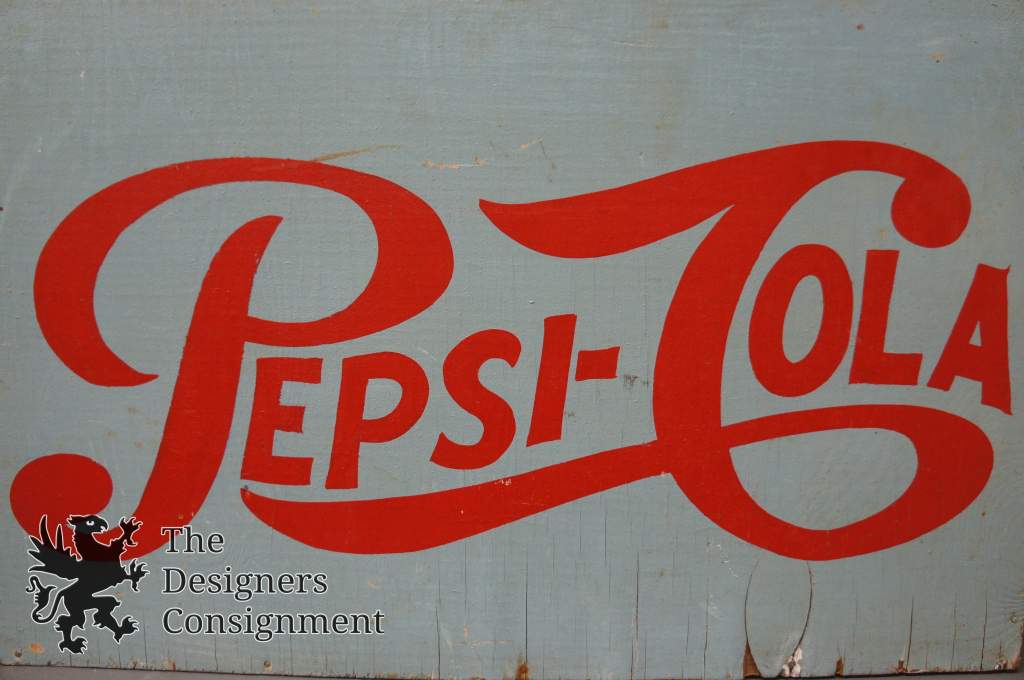 PEPSI-COLA
The
Designers
Consignment